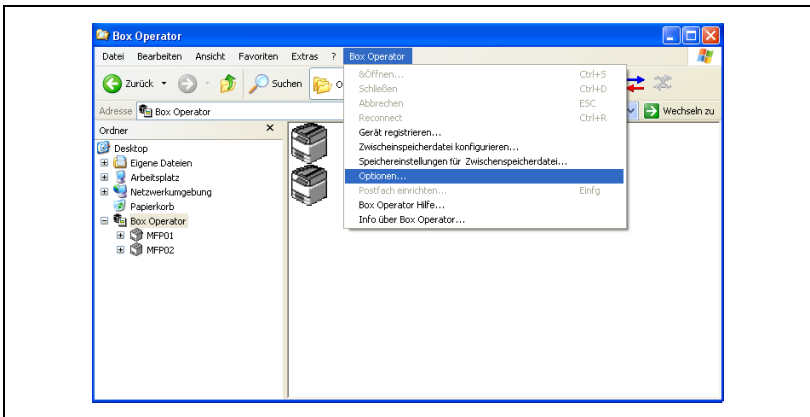 Box Operator
Datei Bearbeiten Ansicht Favoriten Extras ? Box Operator
Zurück Suchen O
Adresse Box Operator Wechseln zu
Ordner
Desktop
Eigene Dateien
Arbeitsplatz
Netzwerkumgebung
Papierkorb
Box Operator
MFP01
MFP02
&Öffnen... Ctrl+S
Schließen Ctrl+D
Abbrechen ESC
Reconnect Ctrl+R
Gerät registrieren...
Zwischeinspeicherdatei konfigurieren...
Speichereinstellungen für Zwischenspeicherdatei...
Optionen...
Postfach einrichten... Einfg
Box Operator Hilfe...
Info über Box Operator...